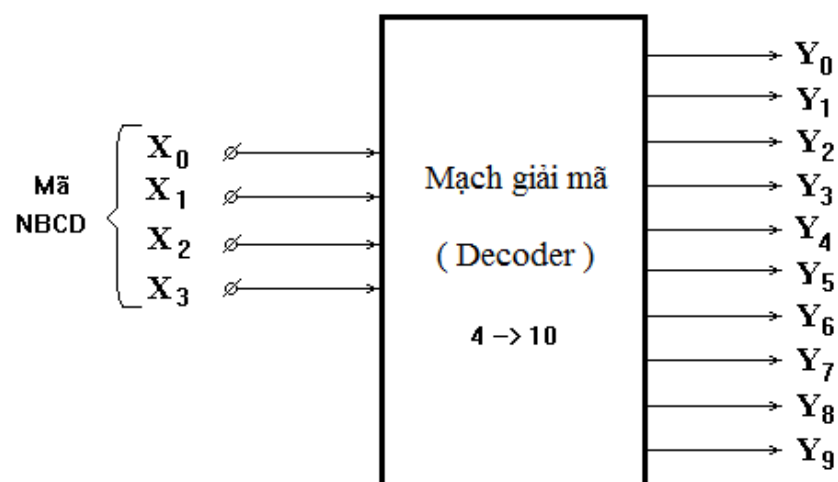 Mã
NBCD
X0
X1
X2
X3
Mạch giải mã
( Decoder )
4 –> 10
Y0
Y1
Y2
Y3
Y4
Y5
Y6
Y7
Y8
Y9